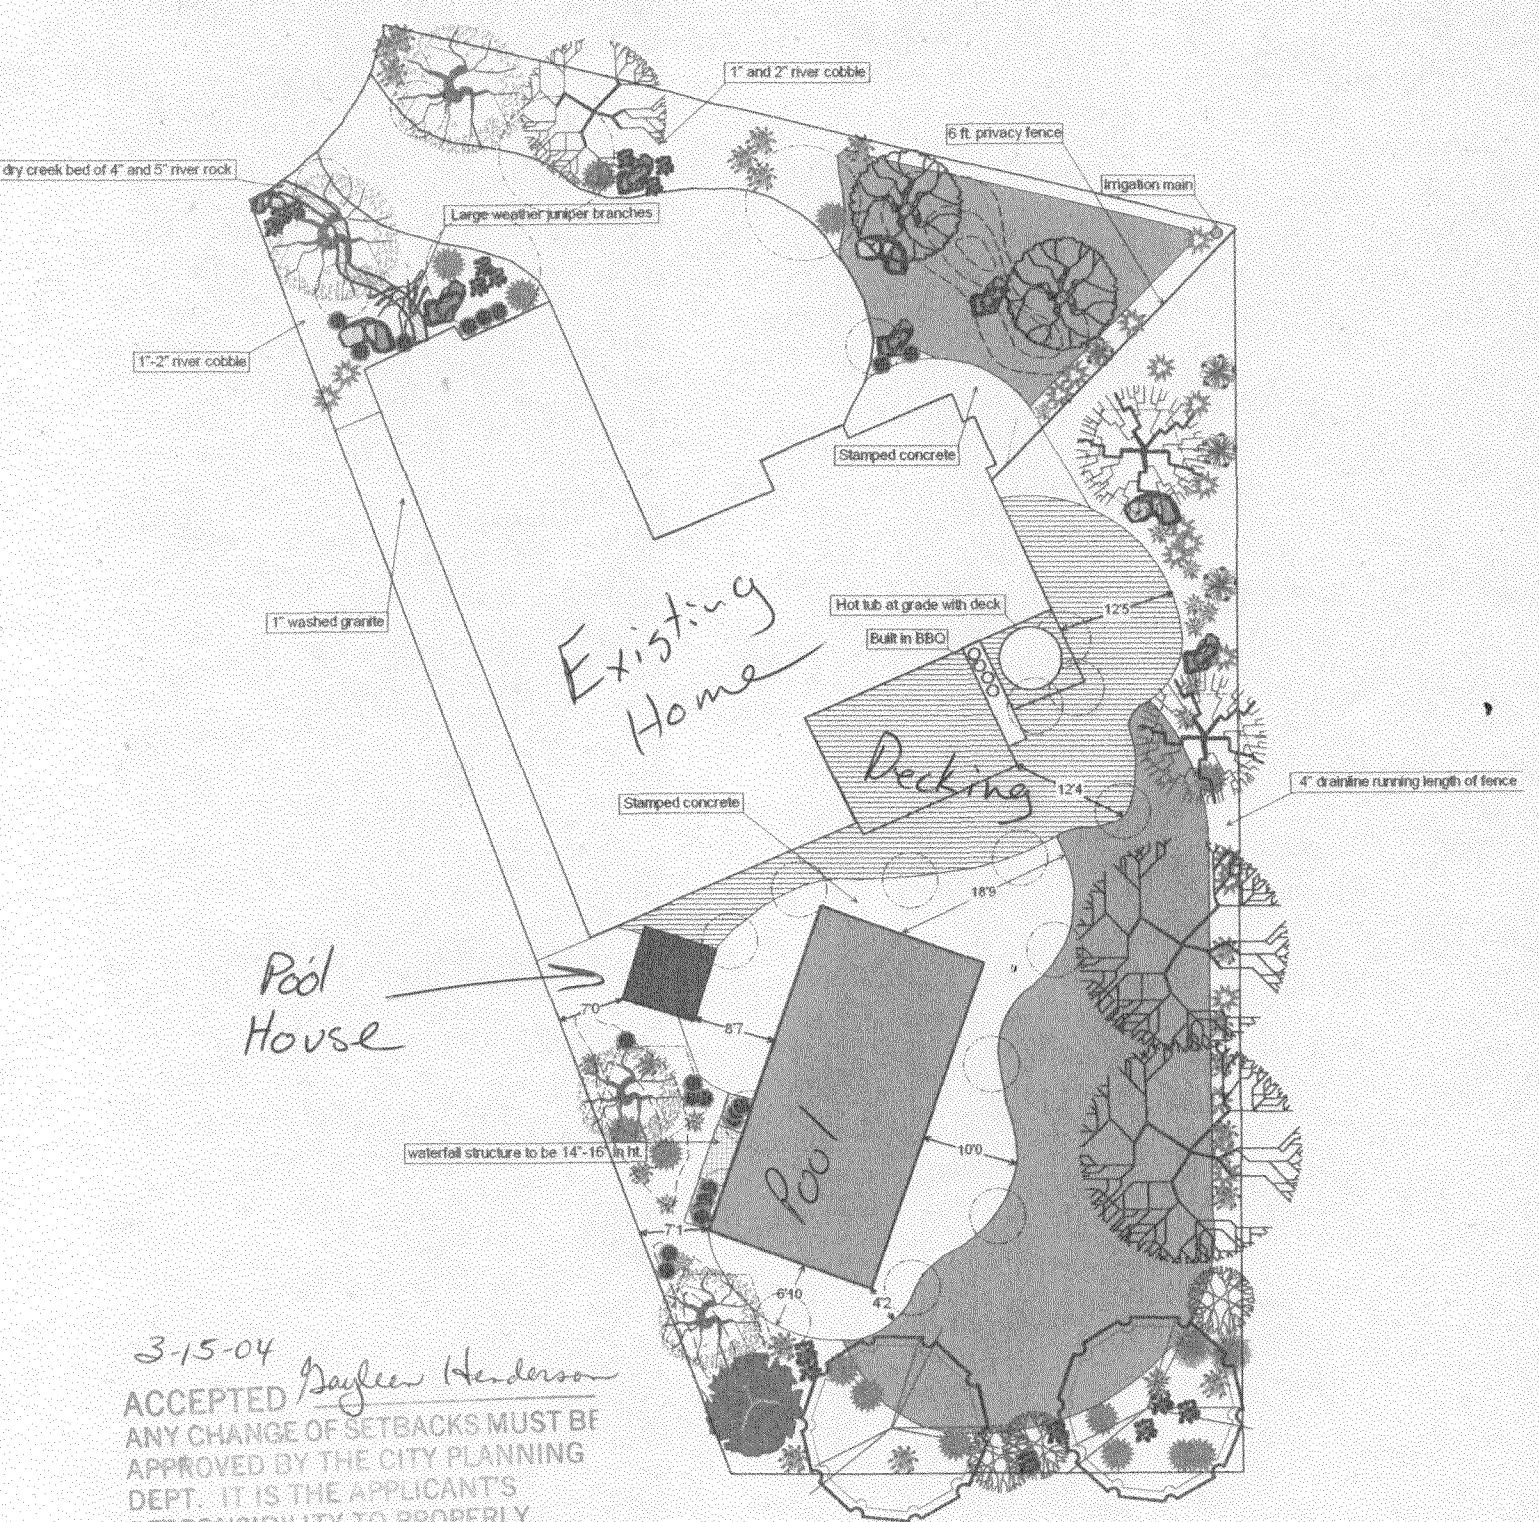 1" and 2" river cobble
6 ft. privacy fence
dry creek bed of 4" and 5" river rock
Irrigation main
Large weather juniper branches
1"-2" river cobble
Stamped concrete
Existing
Home
Hot tub at grade with deck
12'5
1" washed granite
Built in BBQ
Decking
12'4
4" drainline running length of fence
Stamped concrete
18'9
Pool
House
7'0
8'7
Pool
10'0
waterfall structure to be 14"-16" in ht.
7'1
6'10
4'2
3-15-04
ACCEPTED Gayleen Henderson
ANY CHANGE OF SETBACKS MUST BE
APPROVED BY THE CITY PLANNING
DEPT. IT IS THE APPLICANT'S
RESPONSIBILITY TO PROPERLY